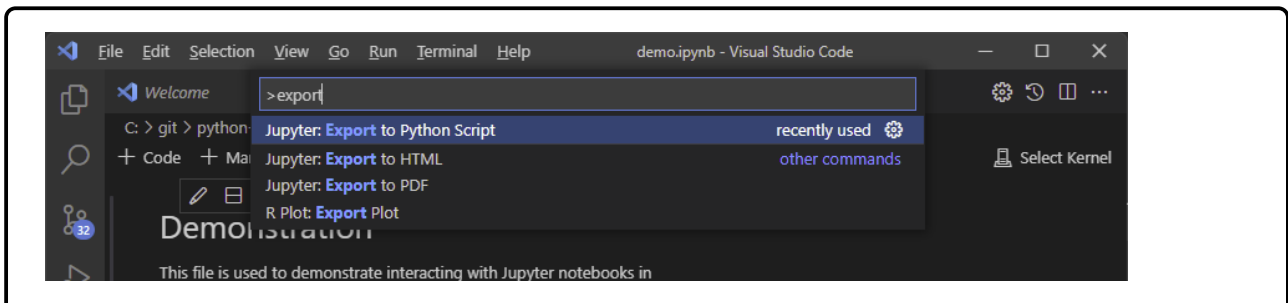 File Edit Selection View Go Run Terminal Help demo.ipynb - Visual Studio Code
Welcome >export
C: > git > python- Jupyter: Export to Python Script recently used
+ Code + Ma Jupyter: Export to HTML other commands Select Kernel
Jupyter: Export to PDF
R Plot: Export Plot
32 Demonstration
This file is used to demonstrate interacting with Jupyter notebooks in